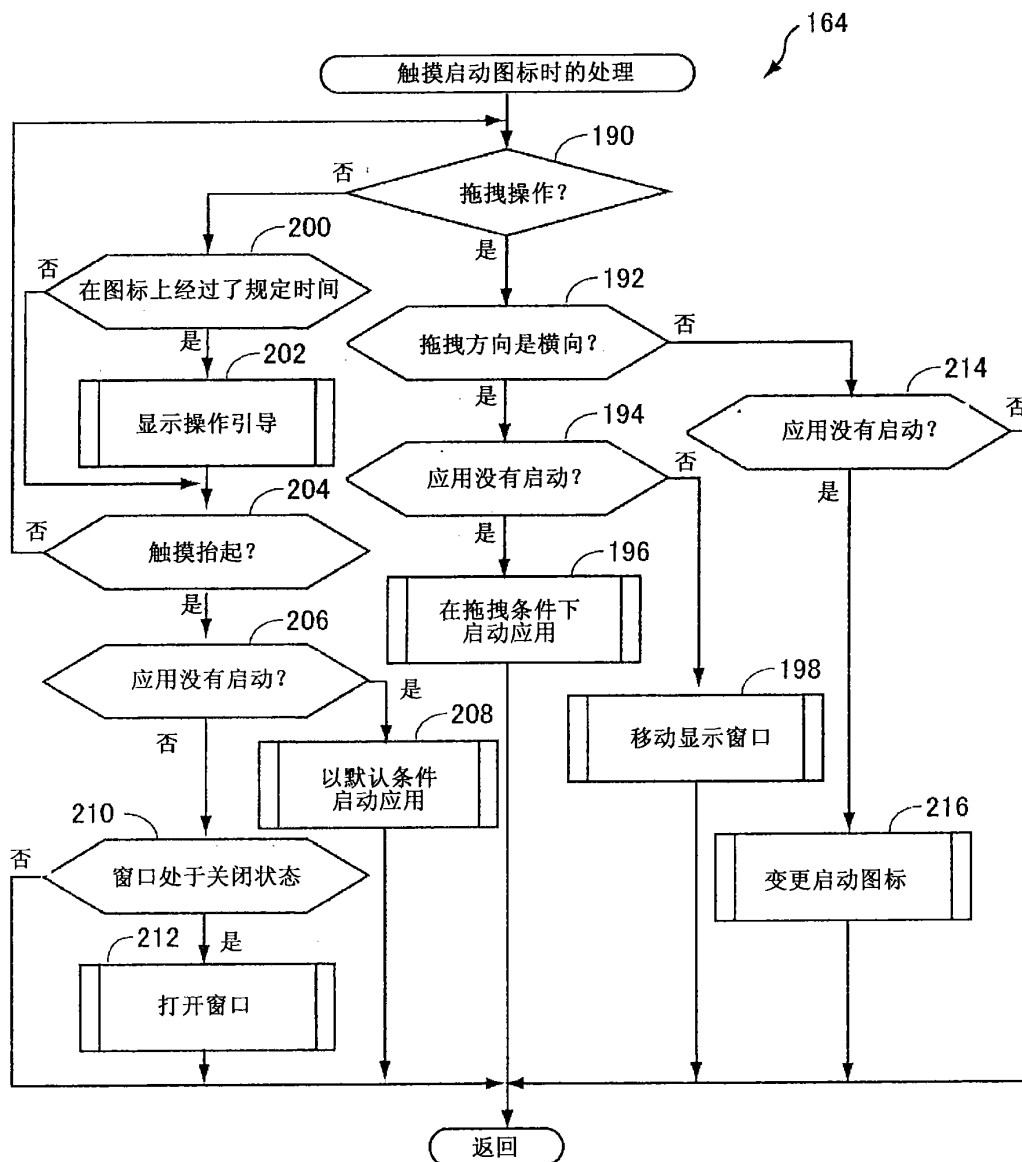 164
触摸启动图标时的处理
190
否
拖拽操作？
是
200
否
在图标上经过了规定时间
是
202
显示操作引导
204
否
触摸抬起？
是
206
应用没有启动？
是
否
208
以默认条件
启动应用
210
否
窗口处于关闭状态
是
212
打开窗口
192
拖拽方向是横向？
否
是
194
应用没有启动？
否
是
196
在拖拽条件下
启动应用
198
移动显示窗口
214
应用没有启动？
否
是
216
变更启动图标
返回